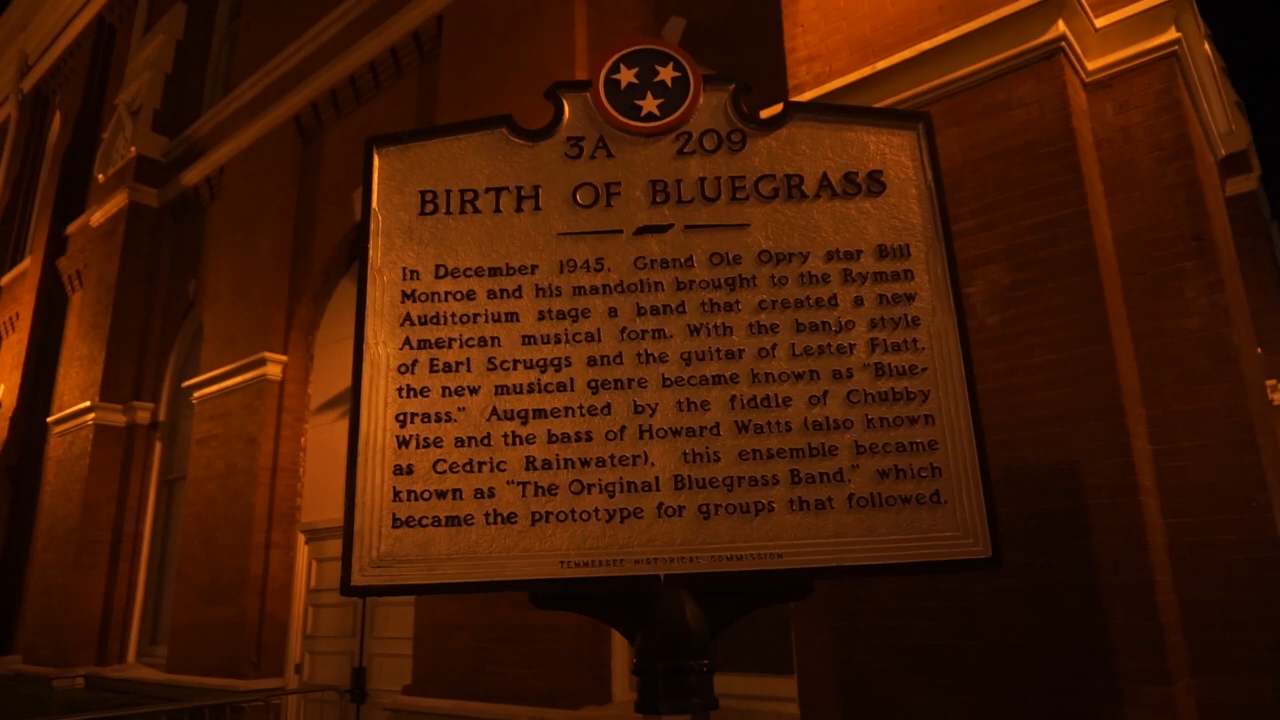 3A 209
BIRTH OF BLUEGRASS
In December 1945, Grand Ole Opry star Bill
Monroe and his mandolin brought to the Ryman
Auditorium stage a band that created a new
American musical form. With the banjo style
of Earl Scruggs and the guitar of Lester Flatt,
the new musical genre became known as "Blue-
grass." Augmented by the fiddle of Chubby
Wise and the bass of Howard Watts (also known
as Cedric Rainwater), this ensemble became
known as "The Original Bluegrass Band," which
became the prototype for groups that followed.
TENNESSEE HISTORICAL COMMISSION